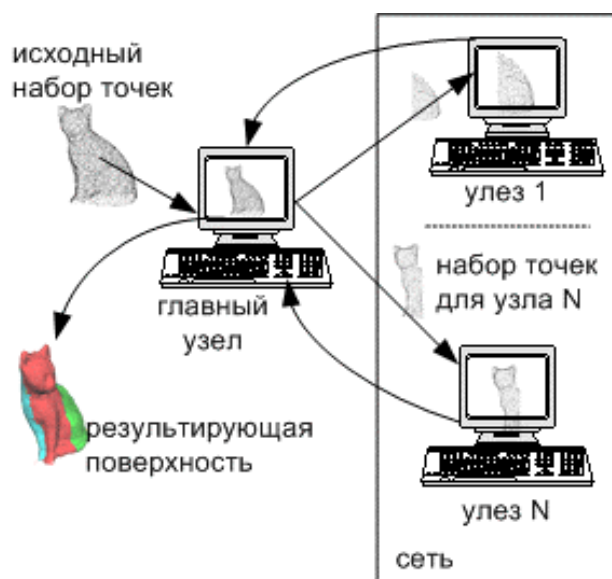 исходный
набор точек
улез 1
набор точек
для узла N
главный
узел
результирующая
поверхность
улез N
сеть